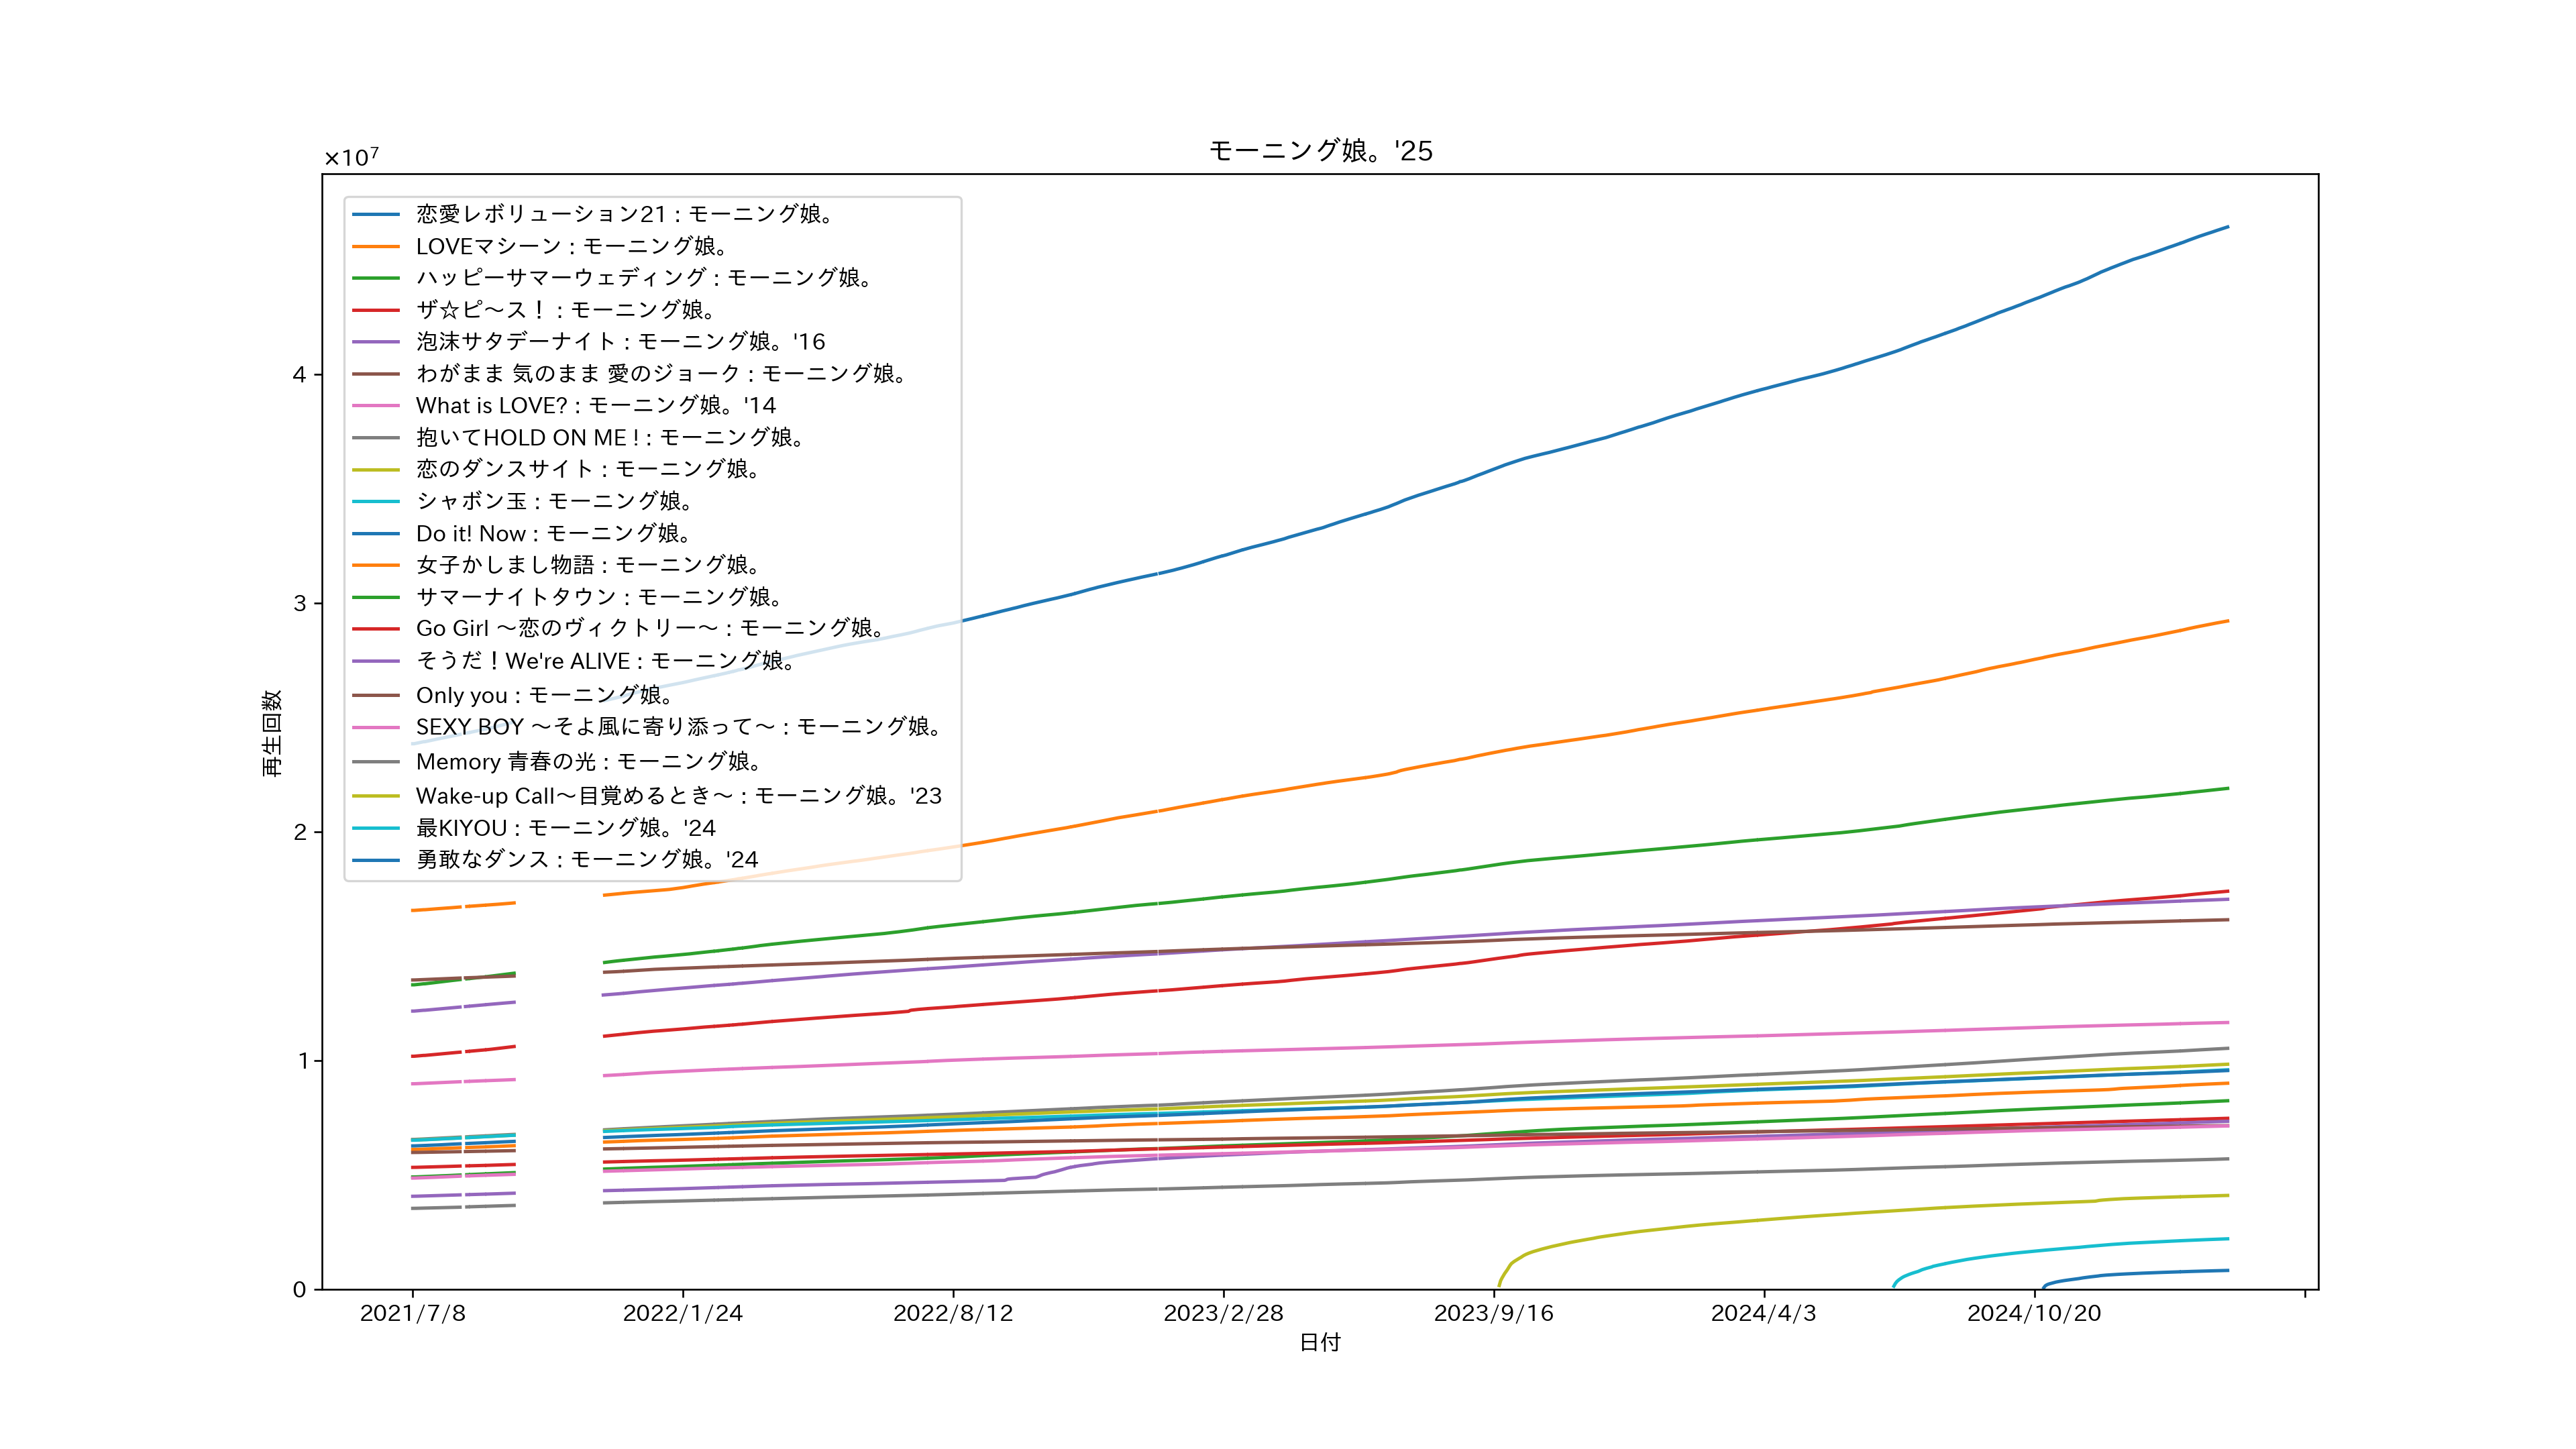 モーニング娘。'25
×10⁷
恋愛レボリューション21 : モーニング娘。
LOVEマシーン : モーニング娘。
ハッピーサマーウェディング : モーニング娘。
ザ☆ピ〜ス！ : モーニング娘。
泡沫サタデーナイト : モーニング娘。'16
わがまま 気のまま 愛のジョーク : モーニング娘。
What is LOVE? : モーニング娘。'14
抱いてHOLD ON ME ! : モーニング娘。
恋のダンスサイト : モーニング娘。
シャボン玉 : モーニング娘。
Do it! Now : モーニング娘。
女子かしまし物語 : モーニング娘。
サマーナイトタウン : モーニング娘。
Go Girl 〜恋のヴィクトリー〜 : モーニング娘。
そうだ！We're ALIVE : モーニング娘。
Only you : モーニング娘。
SEXY BOY 〜そよ風に寄り添って〜 : モーニング娘。
Memory 青春の光 : モーニング娘。
Wake-up Call〜目覚めるとき〜 : モーニング娘。'23
最KIYOU : モーニング娘。'24
勇敢なダンス : モーニング娘。'24
再生回数
4
3
2
1
0
2021/7/8 2022/1/24 2022/8/12 2023/2/28 2023/9/16 2024/4/3 2024/10/20
日付